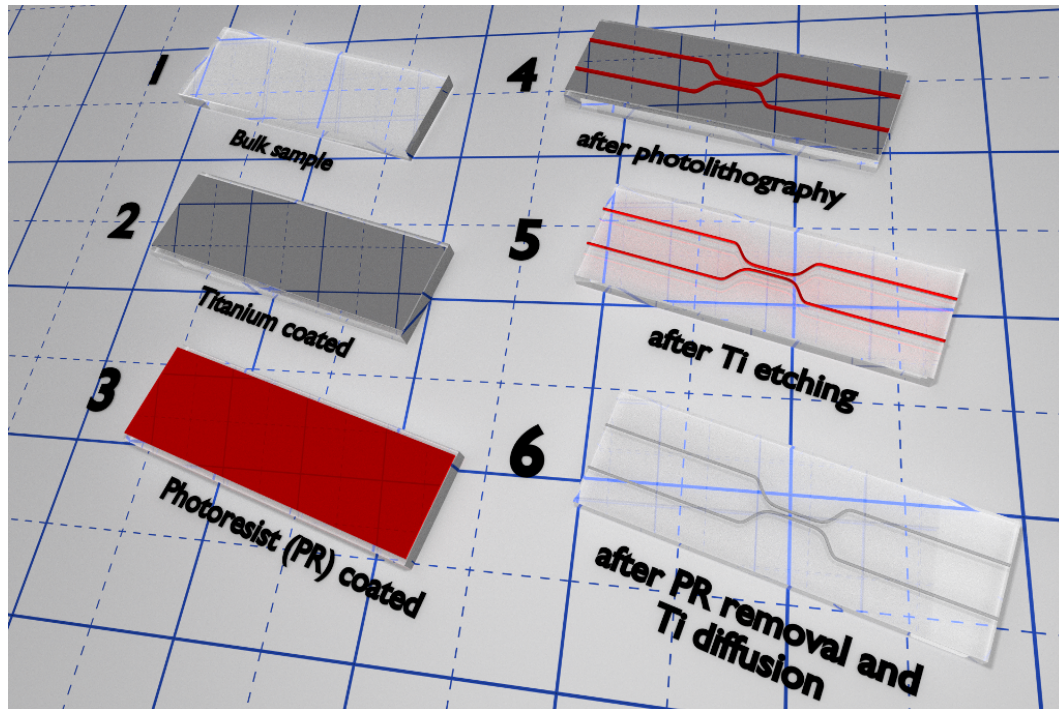 1
Bulk sample
2
Titanium coated
3
Photoresist (PR) coated
4
after photolithography
5
after Ti etching
6
after PR removal and
Ti diffusion